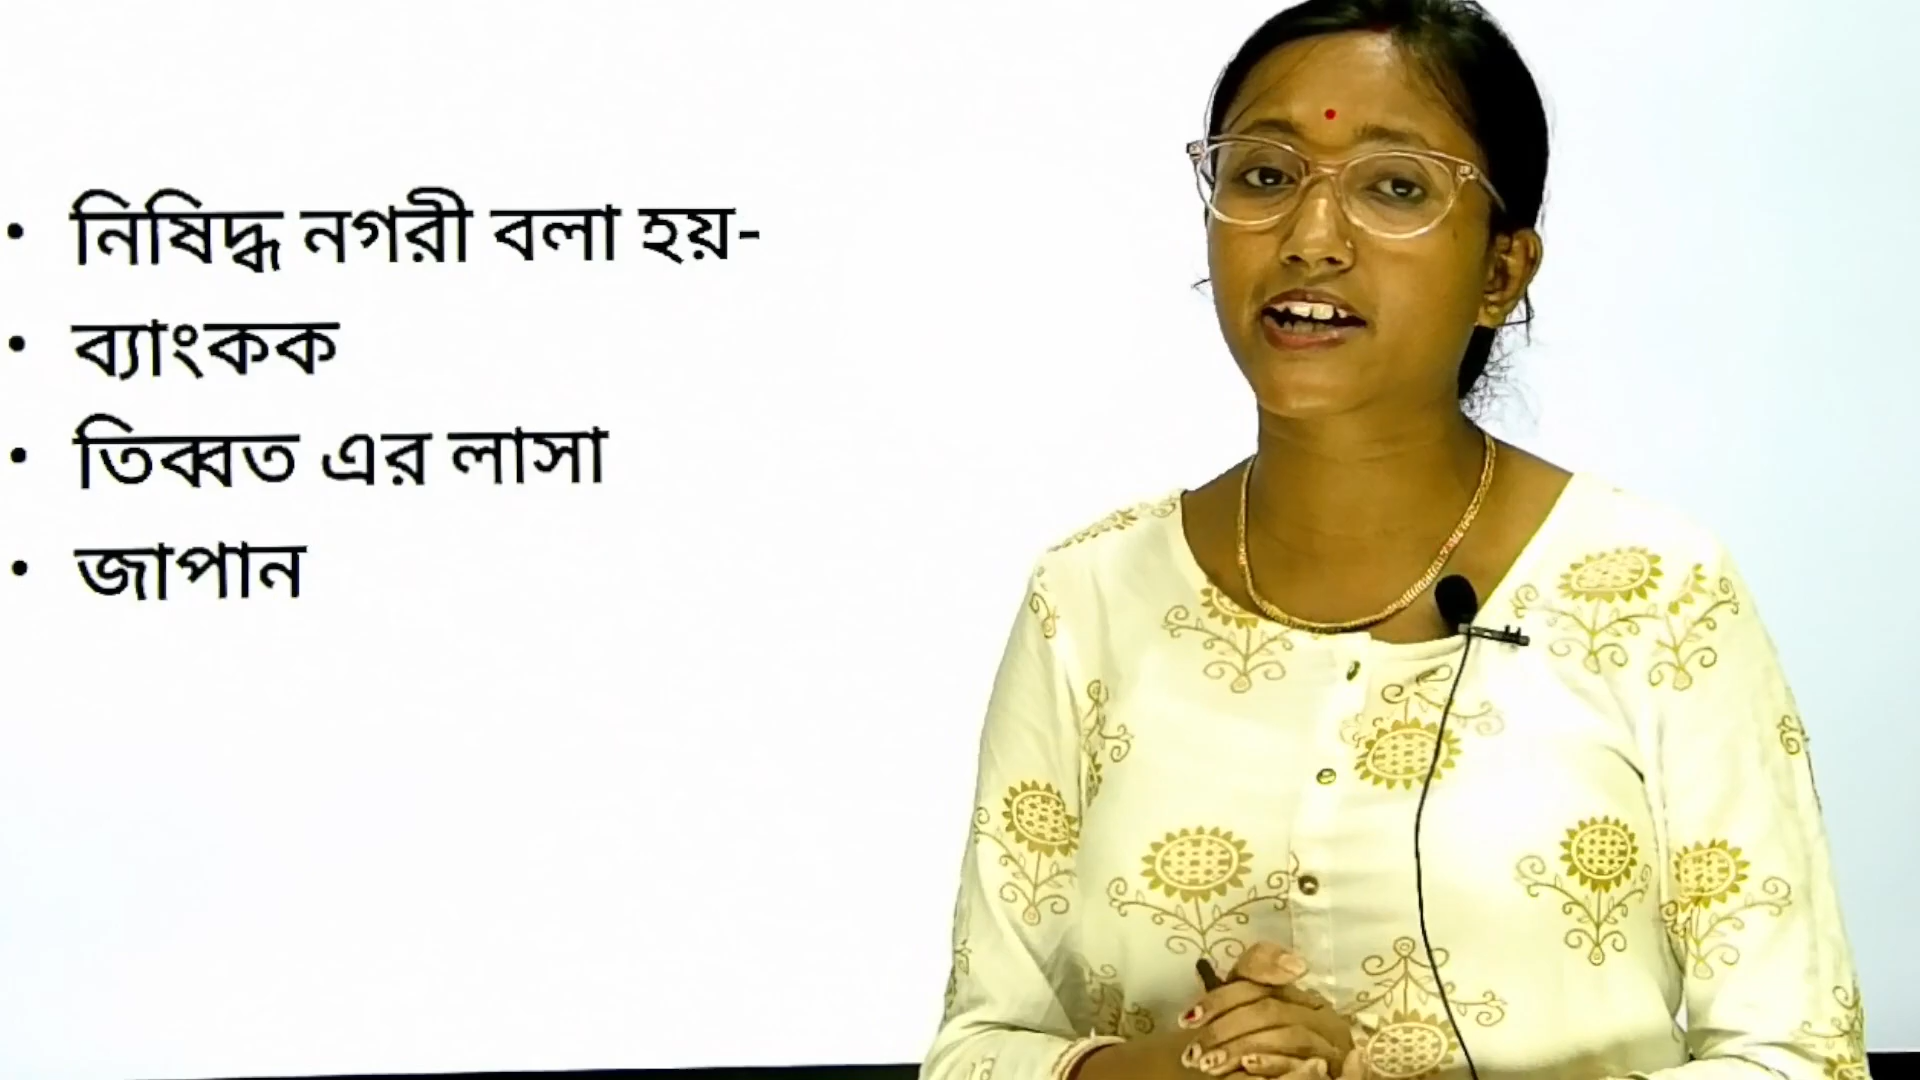 • নিষিদ্ধ নগরী বলা হয়-
• ব্যাংকক
• তিব্বত এর লাসা
• জাপান